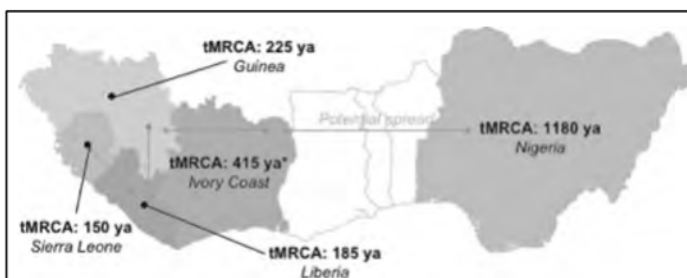 tMRCA: 225 ya
Guinea
Potential spread
tMRCA: 1180 ya
Nigeria
tMRCA: 415 ya*
Ivory Coast
tMRCA: 150 ya
Sierra Leone
tMRCA: 185 ya
Liberia